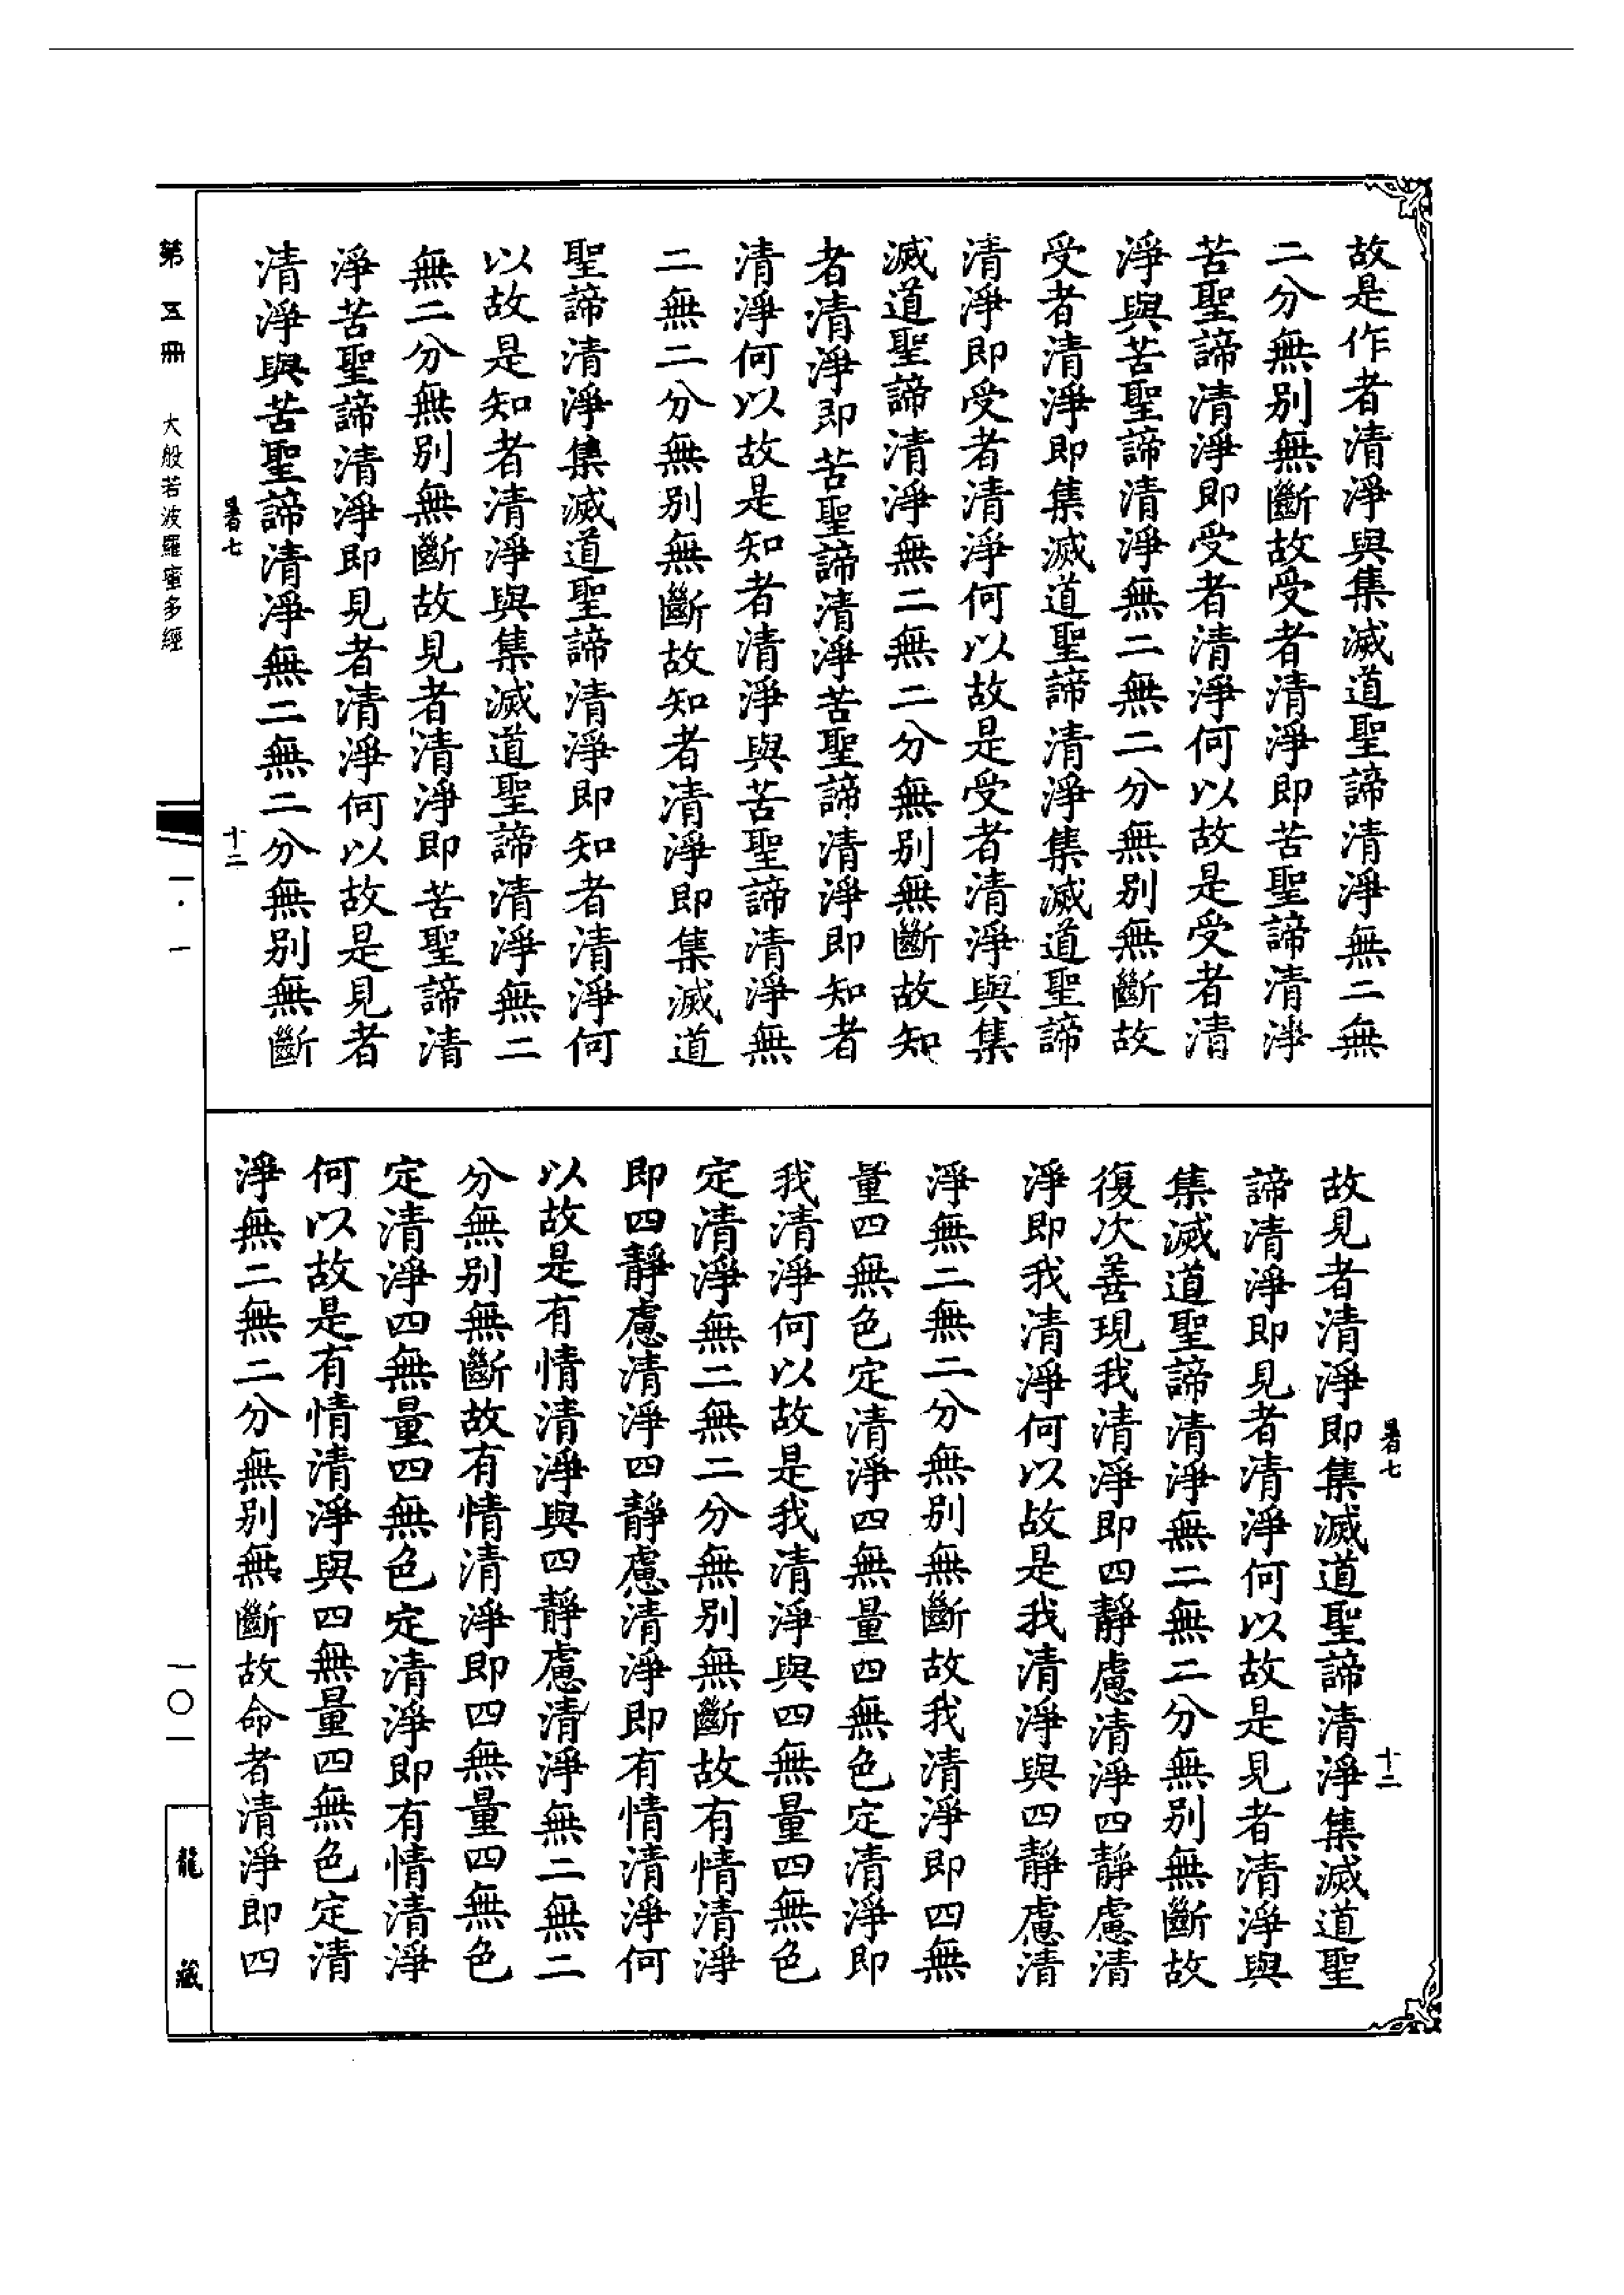 故是作者清淨與集滅道聖諦清淨無二無
二分無別無斷故受者清淨即苦聖諦清淨
苦聖諦清淨即受者清淨何以故是受者清
淨與苦聖諦清淨無二無二分無別無斷故
受者清淨即集滅道聖諦清淨集滅道聖諦
清淨即受者清淨何以故是受者清淨與集
滅道聖諦清淨無二無二分無別無斷故知
者清淨即苦聖諦清淨苦聖諦清淨即知者
清淨何以故是知者清淨與苦聖諦清淨無
二無二分無別無斷故知者清淨即集滅道
聖諦清淨集滅道聖諦清淨即知者清淨何
以故是知者清淨與集滅道聖諦清淨無二
無二分無別無斷故見者清淨即苦聖諦清
淨苦聖諦清淨即見者清淨何以故是見者
清淨與苦聖諦清淨無二無二分無別無斷
暑七
十二
暑七
十二
故見者清淨即集滅道聖諦清淨集滅道聖
諦清淨即見者清淨何以故是見者清淨與
集滅道聖諦清淨無二無二分無別無斷故
復次善現我清淨即四靜慮清淨四靜慮清
淨即我清淨何以故是我清淨與四靜慮清
淨無二無二分無別無斷故我清淨即四無
量四無色定清淨四無量四無色定清淨即
我清淨何以故是我清淨與四無量四無色
定清淨無二無二分無別無斷故有情清淨
即四靜慮清淨四靜慮清淨即有情清淨何
以故是有情清淨與四靜慮清淨無二無二
分無別無斷故有情清淨即四無量四無色
定清淨四無量四無色定清淨即有情清淨
何以故是有情清淨與四無量四無色定清
淨無二無二分無別無斷故命者清淨即四
第五冊 大般若波羅蜜多經
一·一
一〇一
龍藏